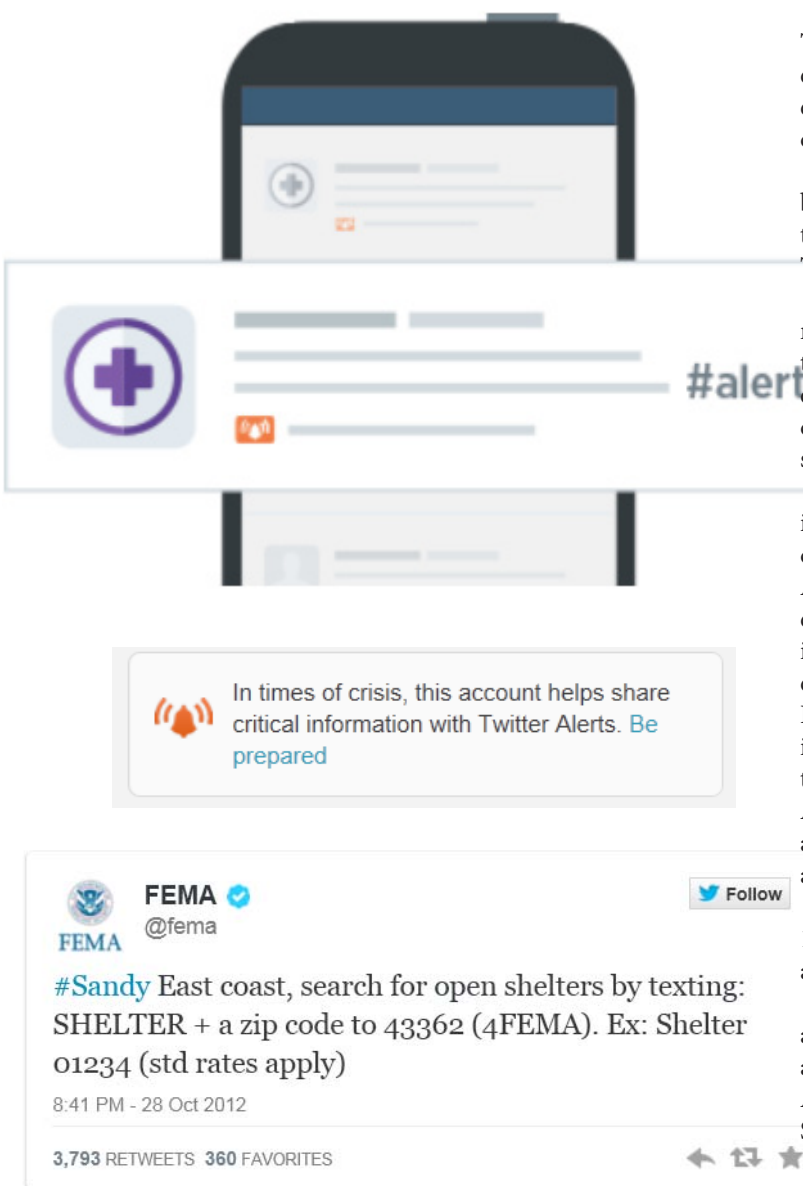 #alert
In times of crisis, this account helps share
critical information with Twitter Alerts. Be
prepared
FEMA
@fema
Follow
FEMA
#Sandy East coast, search for open shelters by texting:
SHELTER + a zip code to 43362 (4FEMA). Ex: Shelter
01234 (std rates apply)
8:41 PM - 28 Oct 2012
3,793 RETWEETS 360 FAVORITES